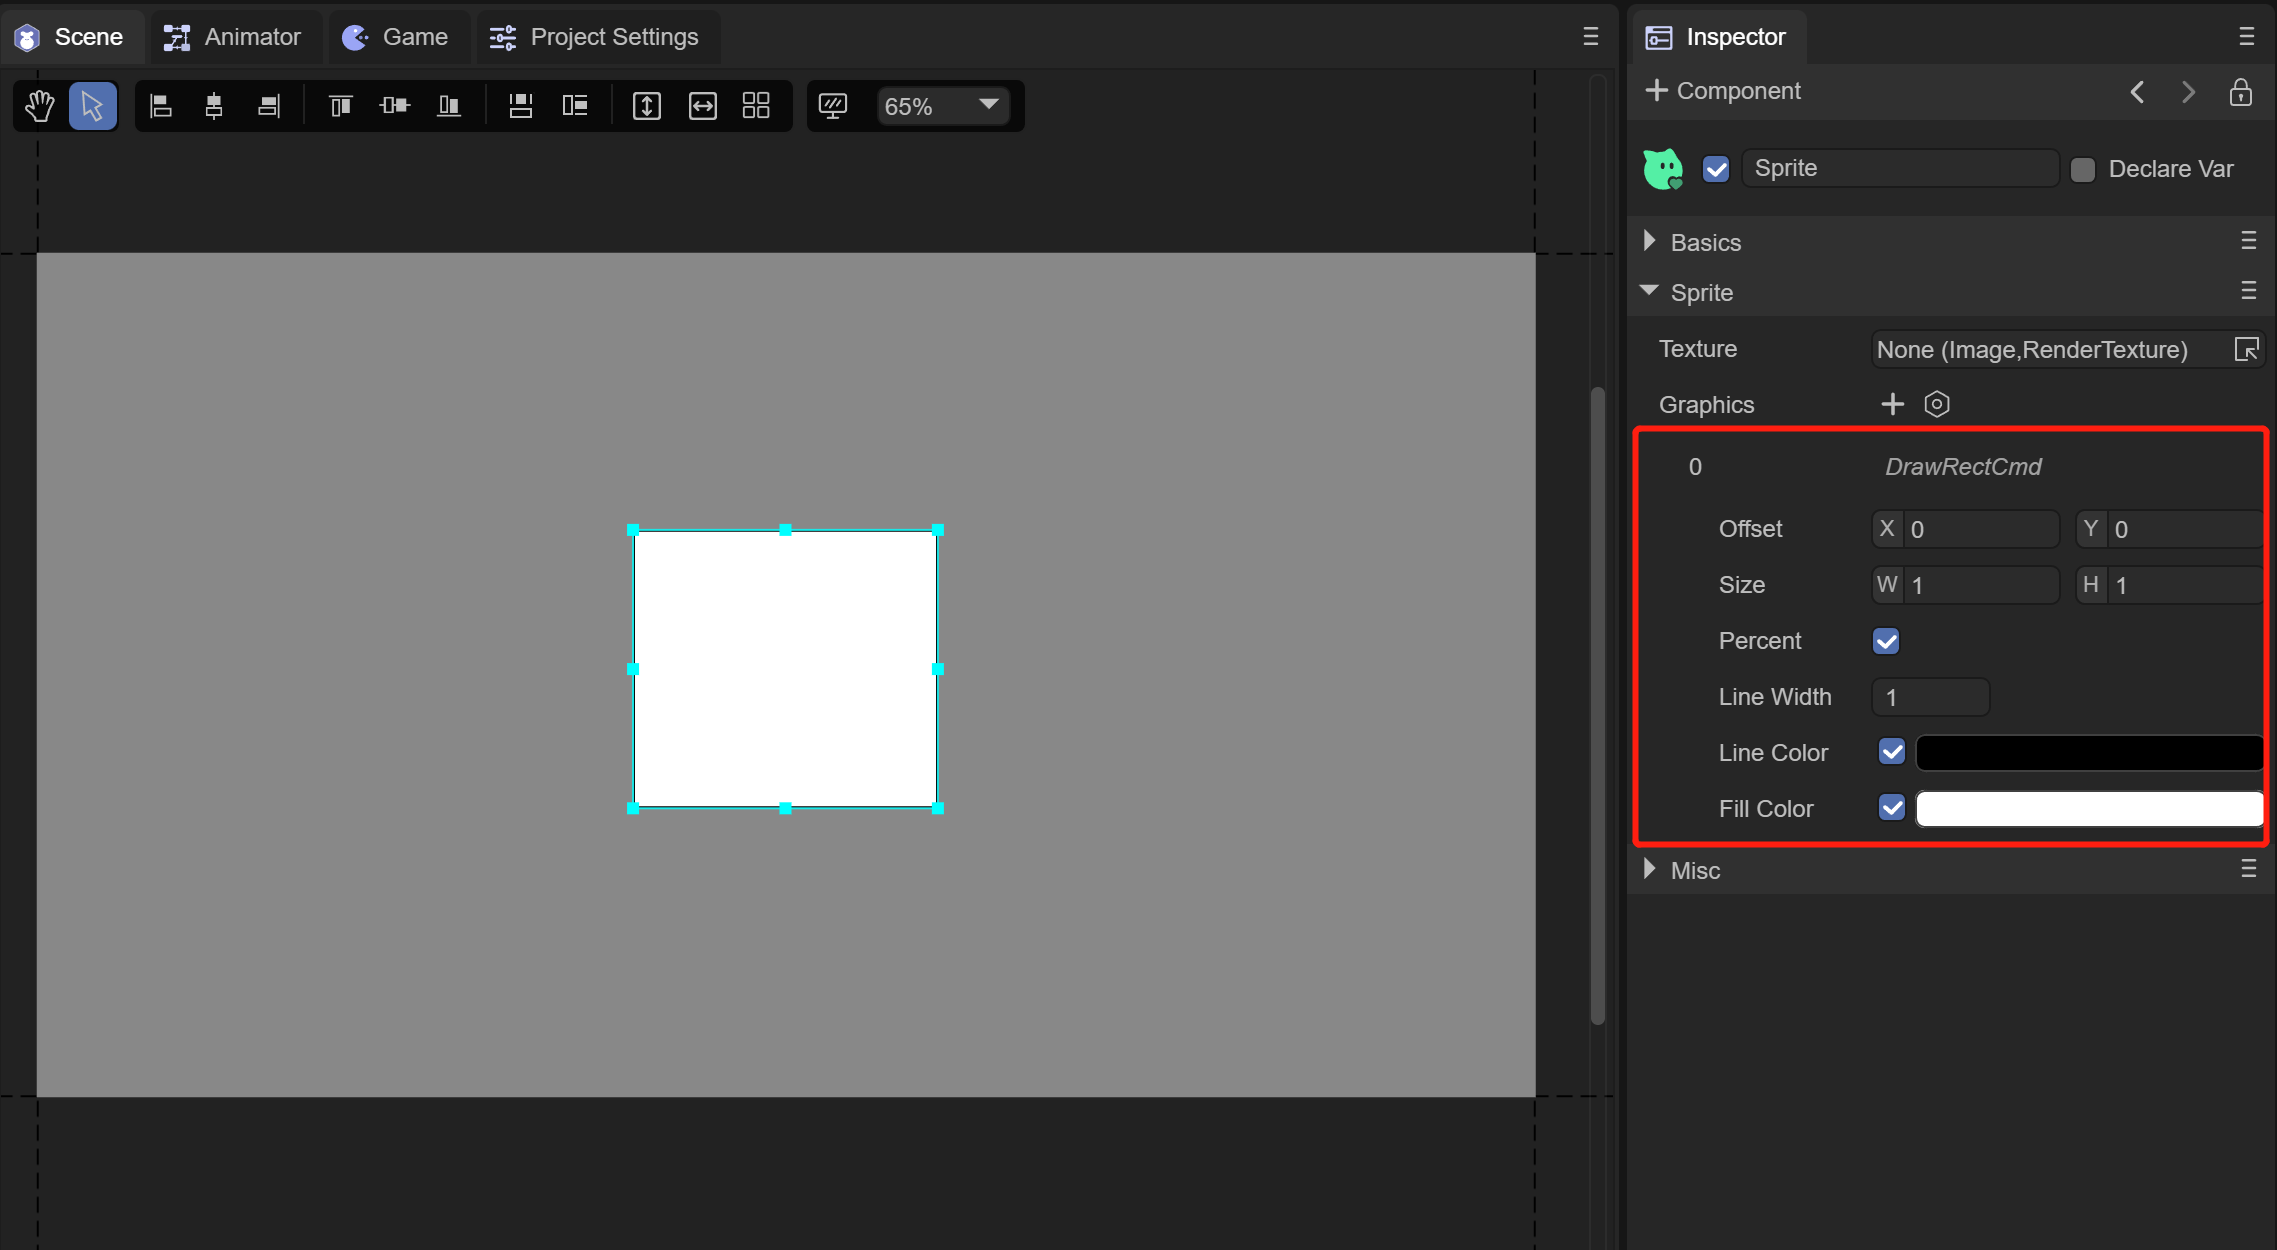 Scene Animator Game Project Settings
65%
Inspector
Component
Sprite Declare Var
Basics
Sprite
Texture None (Image,RenderTexture)
Graphics
0 DrawRectCmd
Offset X 0 Y 0
Size W 1 H 1
Percent
Line Width 1
Line Color
Fill Color
Misc